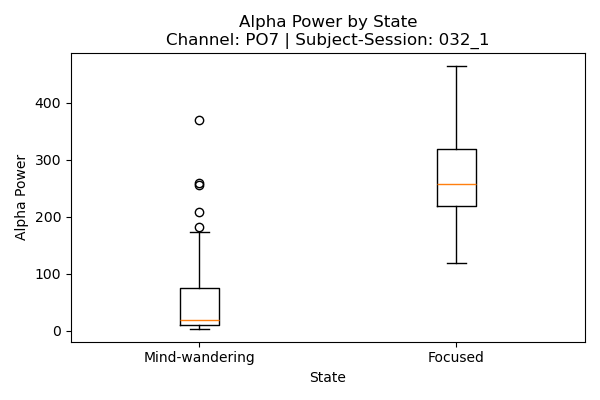 Alpha Power by State
Channel: PO7 | Subject-Session: 032_1
400
300
200
100
0
Alpha Power
Mind-wandering
Focused
State